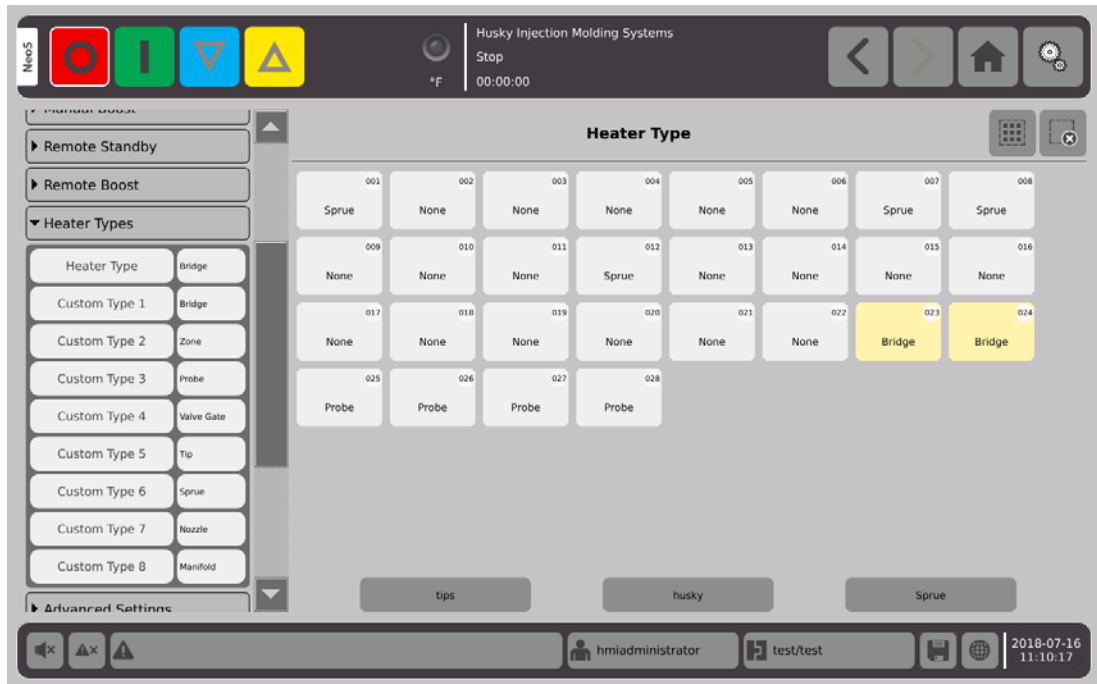 Neo5
Husky Injection Molding Systems
Stop
°F
00:00:00
Manual Boost
Remote Standby
Remote Boost
Heater Types
Heater Type Bridge
Custom Type 1 Bridge
Custom Type 2 Zone
Custom Type 3 Probe
Custom Type 4 Valve Gate
Custom Type 5 Tip
Custom Type 6 Sprue
Custom Type 7 Nozzle
Custom Type 8 Manifold
Advanced Settings
Heater Type
001 002 003 004 005 006 007 008
Sprue None None None None None Sprue Sprue
009 010 011 012 013 014 015 016
None None None Sprue None None None None
017 018 019 020 021 022 023 024
None None None None None None Bridge Bridge
025 026 027 028
Probe Probe Probe Probe
tips husky Sprue
hmiadministrator test/test
2018-07-16
11:10:17